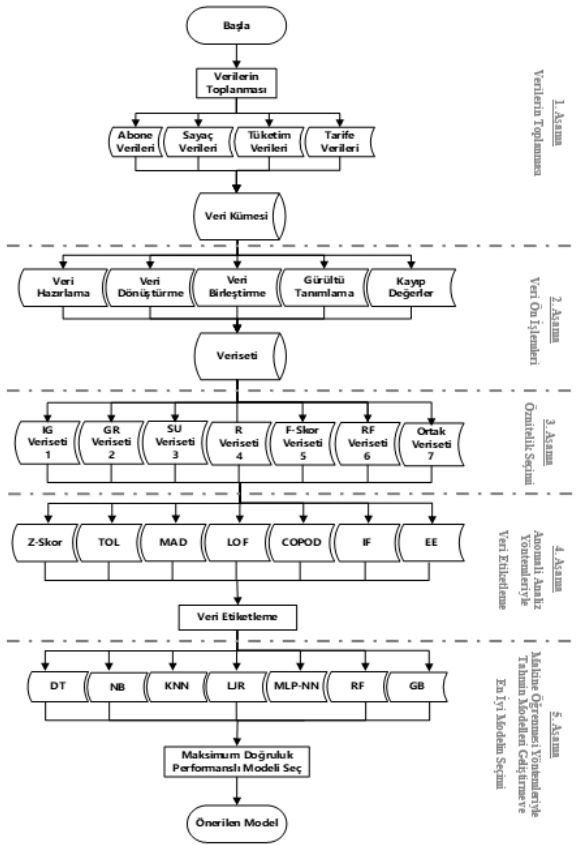 Başla
Verilerin
Toplanması
Abone
Verileri
Sayaç
Verileri
Tüketim
Verileri
Tarife
Verileri
Veri Kümesi
1. Aşama
Verilerin Toplanması
Veri
Hazırlama
Veri
Dönüştürme
Veri
Birleştirme
Gürültü
Tanımlama
Kayıp
Değerler
Veriseti
2. Aşama
Veri Ön İşlemleri
IG
Veriseti
1
GR
Veriseti
2
SU
Veriseti
3
R
Veriseti
4
F-Skor
Veriseti
5
RF
Veriseti
6
Ortak
Veriseti
7
3. Aşama
Öznitelik Seçimi
Z-Skor
TOL
MAD
LOF
COPOD
IF
EE
Veri Etiketleme
4. Aşama
Anomali Analiz
Yöntemleriyle
Veri Etiketleme
DT
NB
KNN
LJR
MLP-NN
RF
GB
Maksimum Doğruluk
Performanslı Modeli Seç
Önerilen Model
5. Aşama
Makine Öğrenmesi Yöntemleriyle
Tahmin Modelleri Geliştirme ve
En İyi Modelin Seçimi